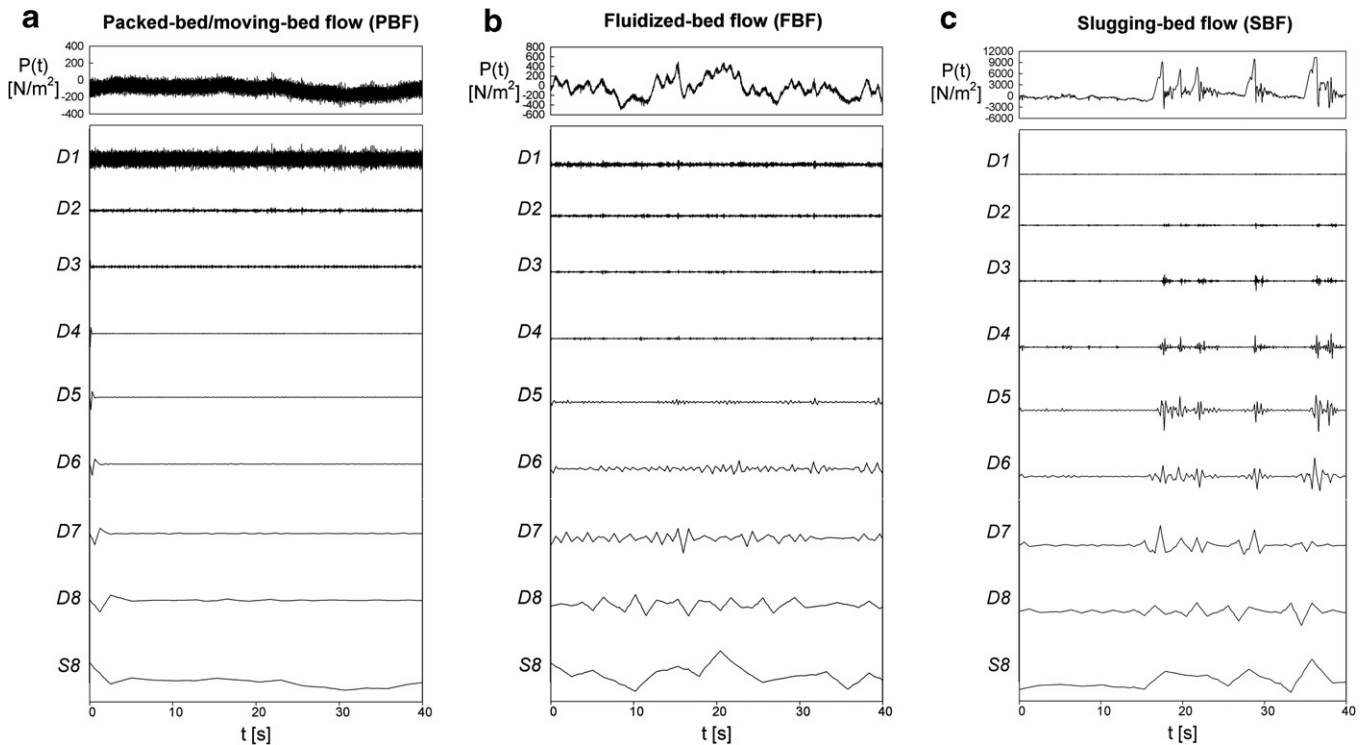 a Packed-bed/moving-bed flow (PBF)
P(t)
[N/m²]
400
200
0
-200
-400
D1
D2
D3
D4
D5
D6
D7
D8
S8
0 10 20 30 40
t [s]
b Fluidized-bed flow (FBF)
P(t)
[N/m²]
800
600
400
200
0
-200
-400
-600
D1
D2
D3
D4
D5
D6
D7
D8
S8
0 10 20 30 40
t [s]
c Slugging-bed flow (SBF)
P(t)
[N/m²]
12000
9000
6000
3000
0
-3000
-6000
D1
D2
D3
D4
D5
D6
D7
D8
S8
0 10 20 30 40
t [s]